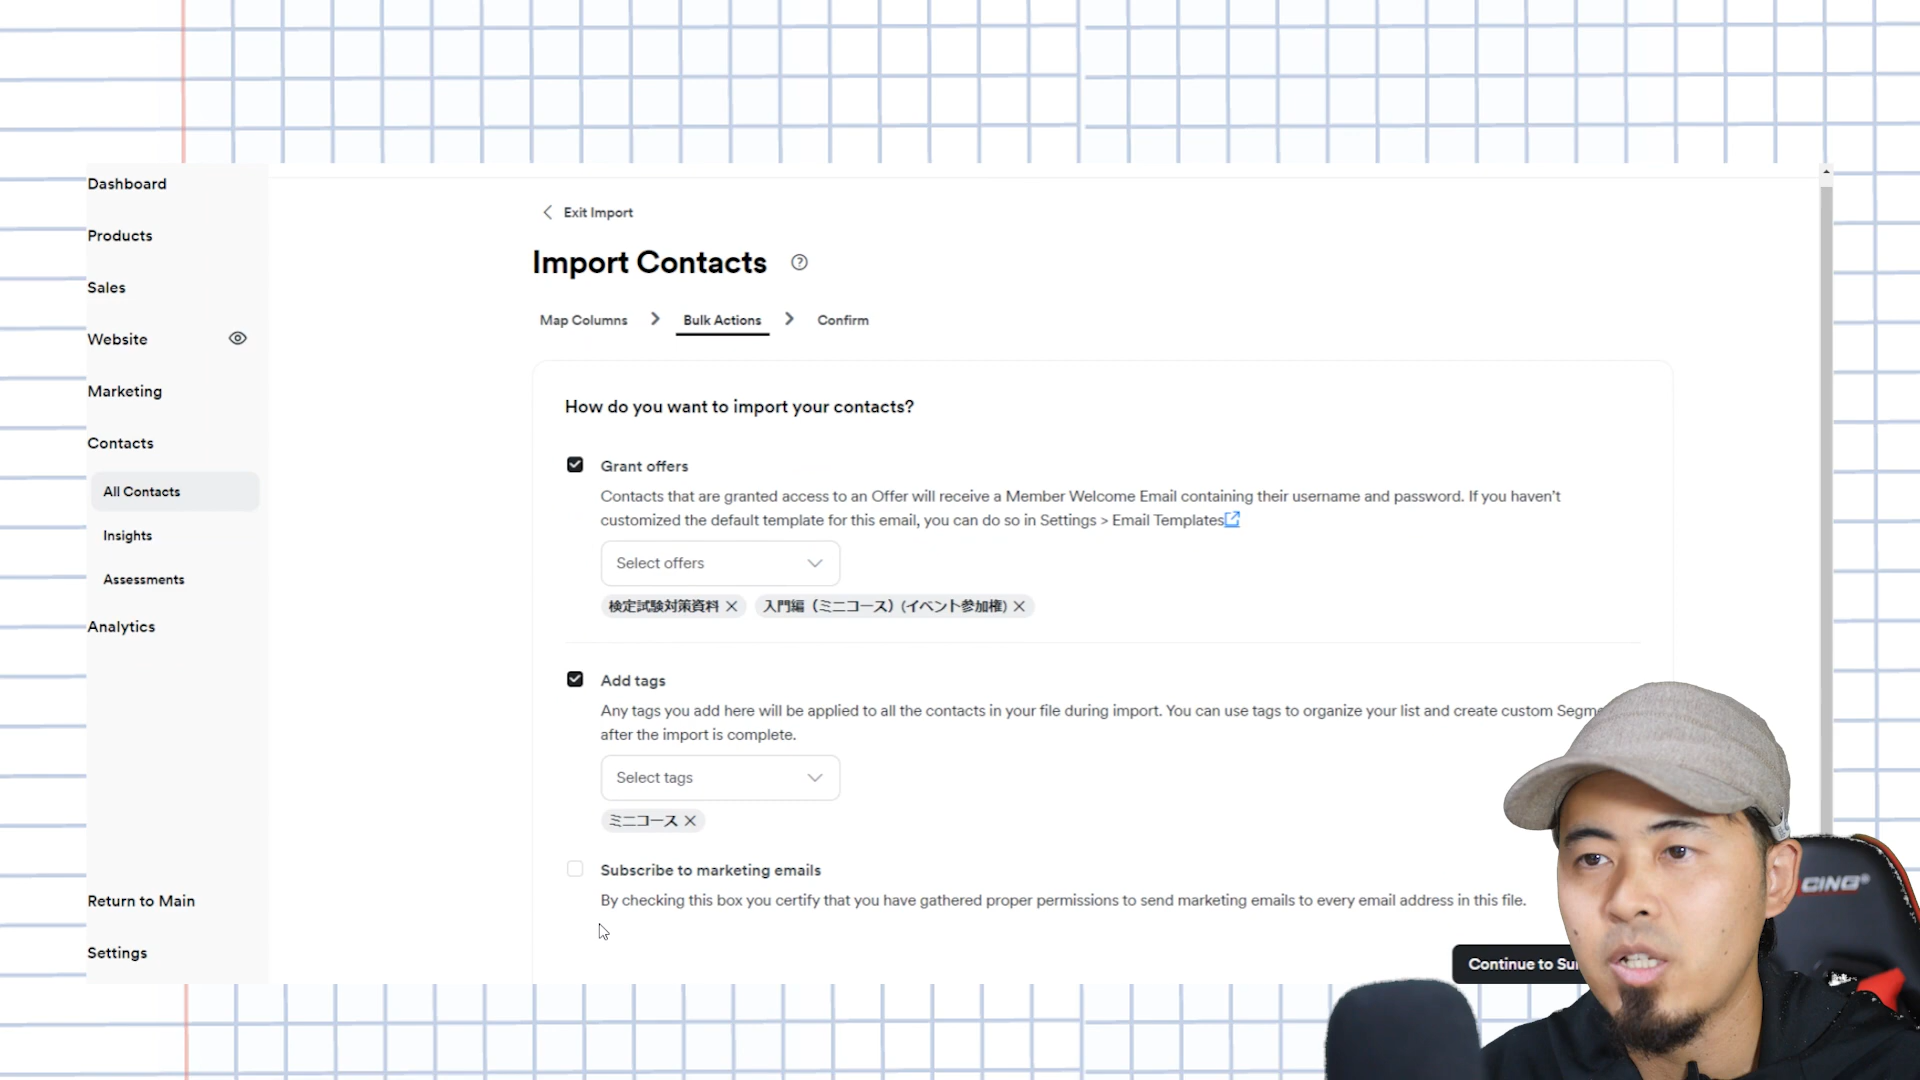 Dashboard
Products
Sales
Website
Marketing
Contacts
All Contacts
Insights
Assessments
Analytics
Return to Main
Settings
Exit Import
Import Contacts
Map Columns > Bulk Actions > Confirm
How do you want to import your contacts?
Grant offers
Contacts that are granted access to an Offer will receive a Member Welcome Email containing their username and password. If you haven't
customized the default template for this email, you can do so in Settings > Email Templates
Select offers
検定試験対策資料 × 入門編（ミニコース）(イベント参加権) ×
Add tags
Any tags you add here will be applied to all the contacts in your file during import. You can use tags to organize your list and create custom
after the import is complete.
Select tags
ミニコース ×
Subscribe to marketing emails
By checking this box you certify that you have gathered proper permissions to send marketing emails to every email address in this file.
Continue to